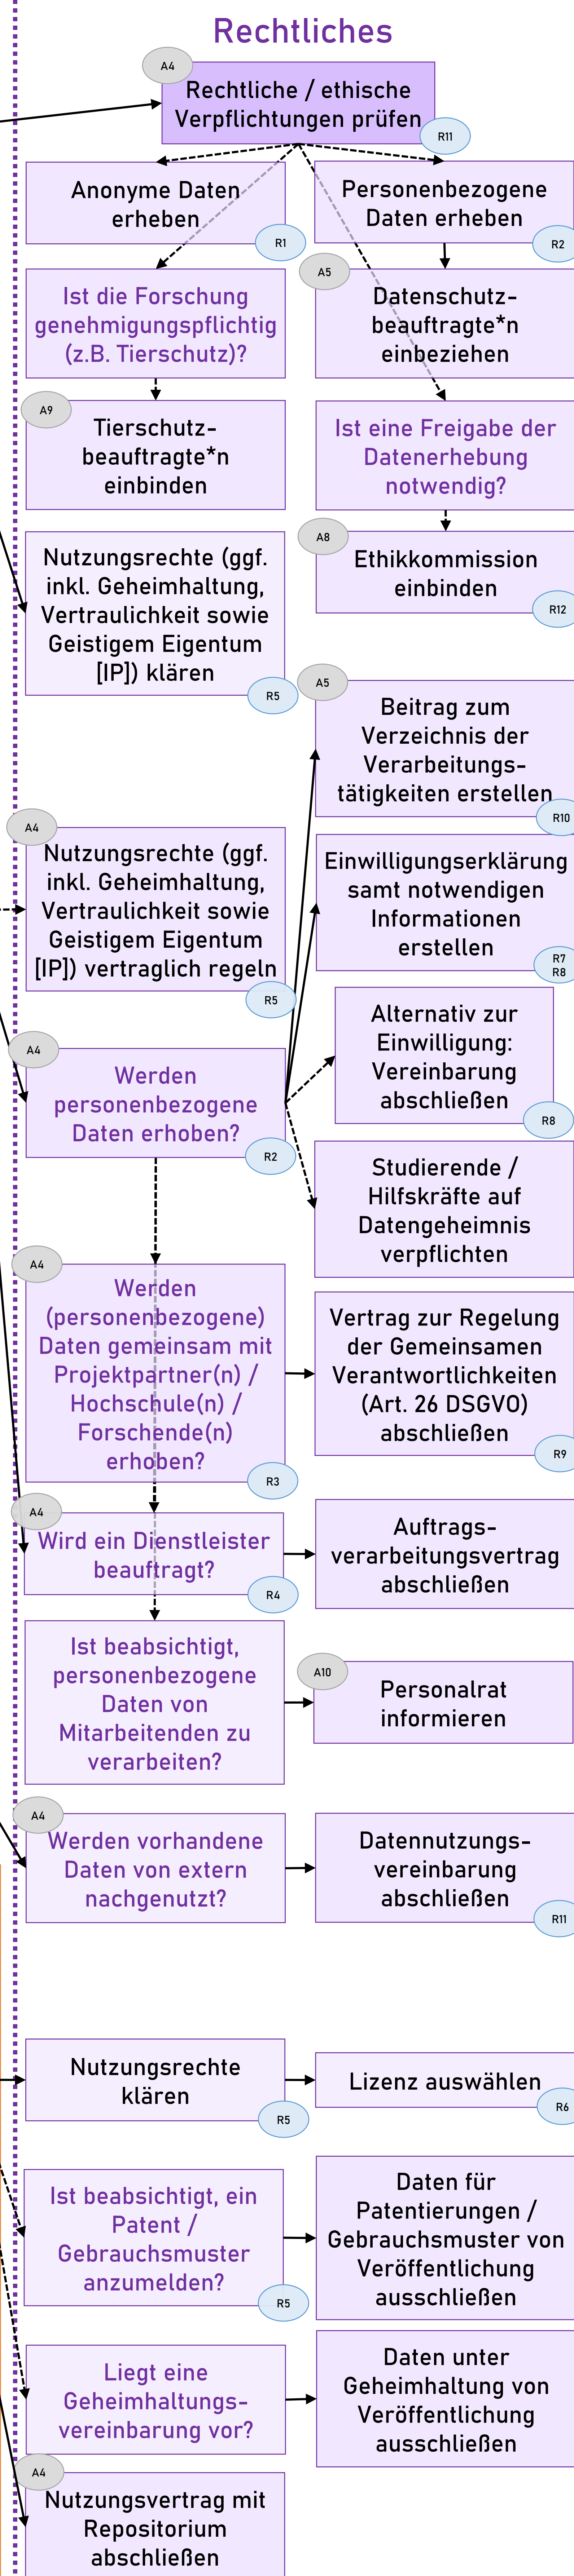 Rechtliches
A4
Rechtliche / ethische
Verpflichtungen prüfen
R11
Anonyme Daten
erheben
R1
Personenbezogene
Daten erheben
R2
Ist die Forschung
genehmigungspflichtig
(z.B. Tierschutz)?
A5
Datenschutz-
beauftragte*n
einbeziehen
A9
Tierschutz-
beauftragte*n
einbinden
Ist eine Freigabe der
Datenerhebung
notwendig?
A8
Ethikkommission
einbinden
R12
Nutzungsrechte (ggf.
inkl. Geheimhaltung,
Vertraulichkeit sowie
Geistigem Eigentum
[IP]) klären
R5
A5
Beitrag zum
Verzeichnis der
Verarbeitungs-
tätigkeiten erstellen
R10
A4
Nutzungsrechte (ggf.
inkl. Geheimhaltung,
Vertraulichkeit sowie
Geistigem Eigentum
[IP]) vertraglich regeln
R5
Einwilligungserklärung
samt notwendigen
Informationen
erstellen
R7
R8
A4
Werden
personenbezogene
Daten erhoben?
R2
Alternativ zur
Einwilligung:
Vereinbarung
abschließen
R8
Studierende /
Hilfskräfte auf
Datengeheimnis
verpflichten
A4
Werden
(personenbezogene)
Daten gemeinsam mit
Projektpartner(n) /
Hochschule(n) /
Forschende(n)
erhoben?
R3
Vertrag zur Regelung
der Gemeinsamen
Verantwortlichkeiten
(Art. 26 DSGVO)
abschließen
R9
A4
Wird ein Dienstleister
beauftragt?
R4
Auftrags-
verarbeitungsvertrag
abschließen
Ist beabsichtigt,
personenbezogene
Daten von
Mitarbeitenden zu
verarbeiten?
A10
Personalrat
informieren
A4
Werden vorhandene
Daten von extern
nachgenutzt?
Datennutzungs-
vereinbarung
abschließen
R11
Nutzungsrechte
klären
R5
Lizenz auswählen
R6
Ist beabsichtigt, ein
Patent /
Gebrauchsmuster
anzumelden?
R5
Daten für
Patentierungen /
Gebrauchsmuster von
Veröffentlichung
ausschließen
Liegt eine
Geheimhaltungs-
vereinbarung vor?
Daten unter
Geheimhaltung von
Veröffentlichung
ausschließen
A4
Nutzungsvertrag mit
Repositorium
abschließen